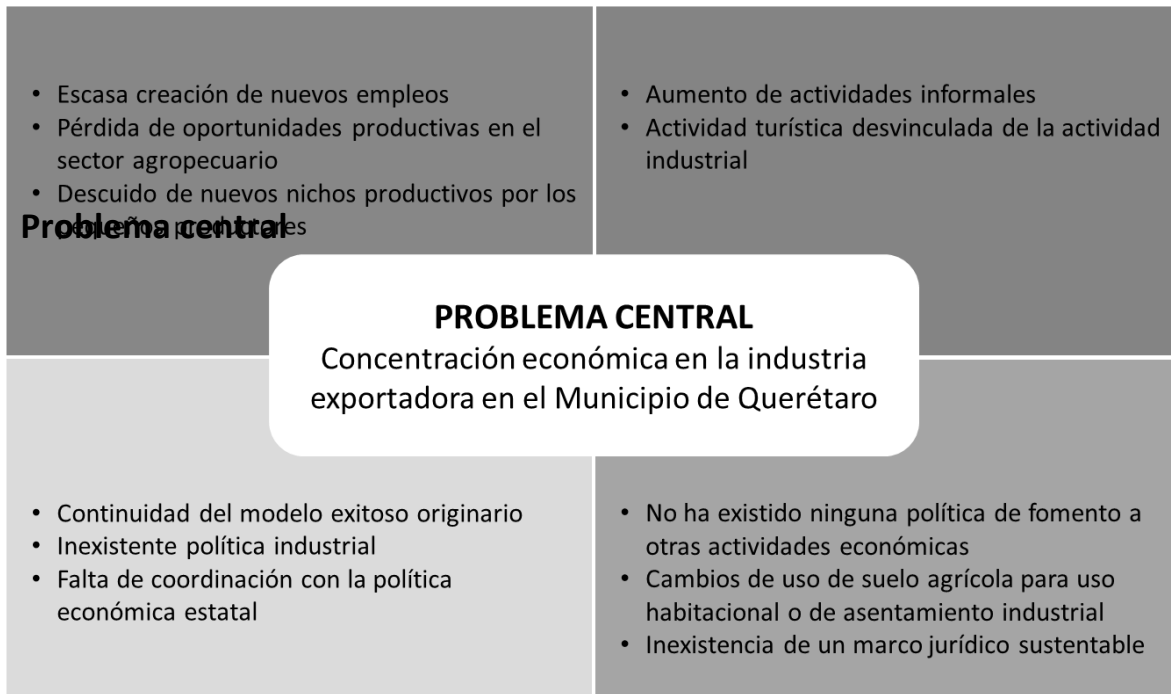 • Escasa creación de nuevos empleos
• Pérdida de oportunidades productivas en el
sector agropecuario
• Descuido de nuevos nichos productivos por los
pequeños productores
Problema central
• Aumento de actividades informales
• Actividad turística desvinculada de la actividad
industrial
PROBLEMA CENTRAL
Concentración económica en la industria
exportadora en el Municipio de Querétaro
• Continuidad del modelo exitoso originario
• Inexistente política industrial
• Falta de coordinación con la política
económica estatal
• No ha existido ninguna política de fomento a
otras actividades económicas
• Cambios de uso de suelo agrícola para uso
habitacional o de asentamiento industrial
• Inexistencia de un marco jurídico sustentable